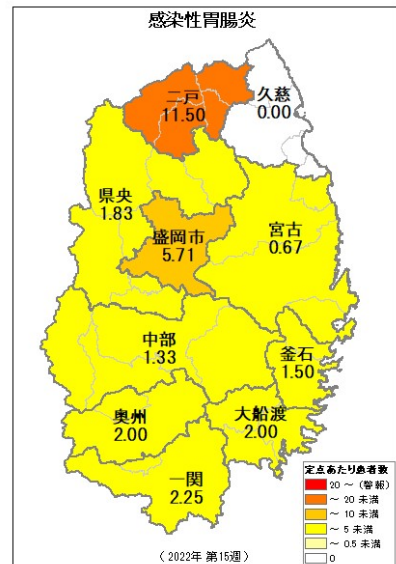 感染性胃腸炎
二戸
11.50
久慈
0.00
県央
1.83
盛岡市
5.71
宮古
0.67
中部
1.33
釜石
1.50
奥州
2.00
大船渡
2.00
一関
2.25
定点あたり患者数
20 ～ (警報)
～ 20 未満
～ 10 未満
～ 5 未満
～ 0.5 未満
0
(2022年 第15週)